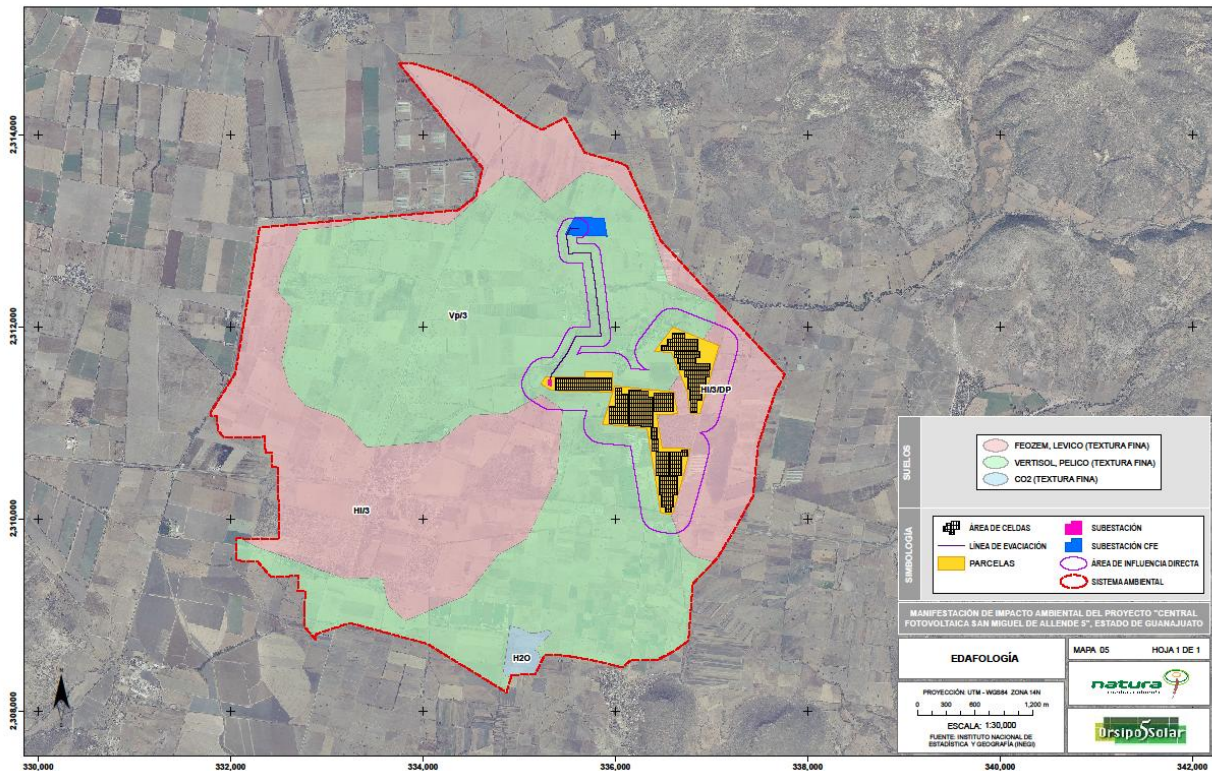 2,314,000
2,312,000
2,310,000
2,308,000
Vp/3
Hl/3/DP
Hl/3
H2O
N
SUELOS
FEOZEM, LEVICO (TEXTURA FINA)
VERTISOL, PELICO (TEXTURA FINA)
CO2 (TEXTURA FINA)
SIMBOLOGÍA
ÁREA DE CELDAS
SUBESTACIÓN
LÍNEA DE EVACIACIÓN
SUBESTACIÓN CFE
PARCELAS
ÁREA DE INFLUENCIA DIRECTA
SISTEMA AMBIENTAL
MANIFESTACIÓN DE IMPACTO AMBIENTAL DEL PROYECTO "CENTRAL
FOTOVOLTAICA SAN MIGUEL DE ALLENDE 5", ESTADO DE GUANAJUATO
EDAFOLOGÍA
MAPA 05 HOJA 1 DE 1
natura
PROYECCIÓN: UTM - WGS84 ZONA 14N
0 300 600 1,200 m
ESCALA: 1:30,000
FUENTE: INSTITUTO NACIONAL DE
ESTADÍSTICA Y GEOGRAFÍA (INEGI)
Orsipo 5 Solar
330,000 332,000 334,000 336,000 338,000 340,000 342,000